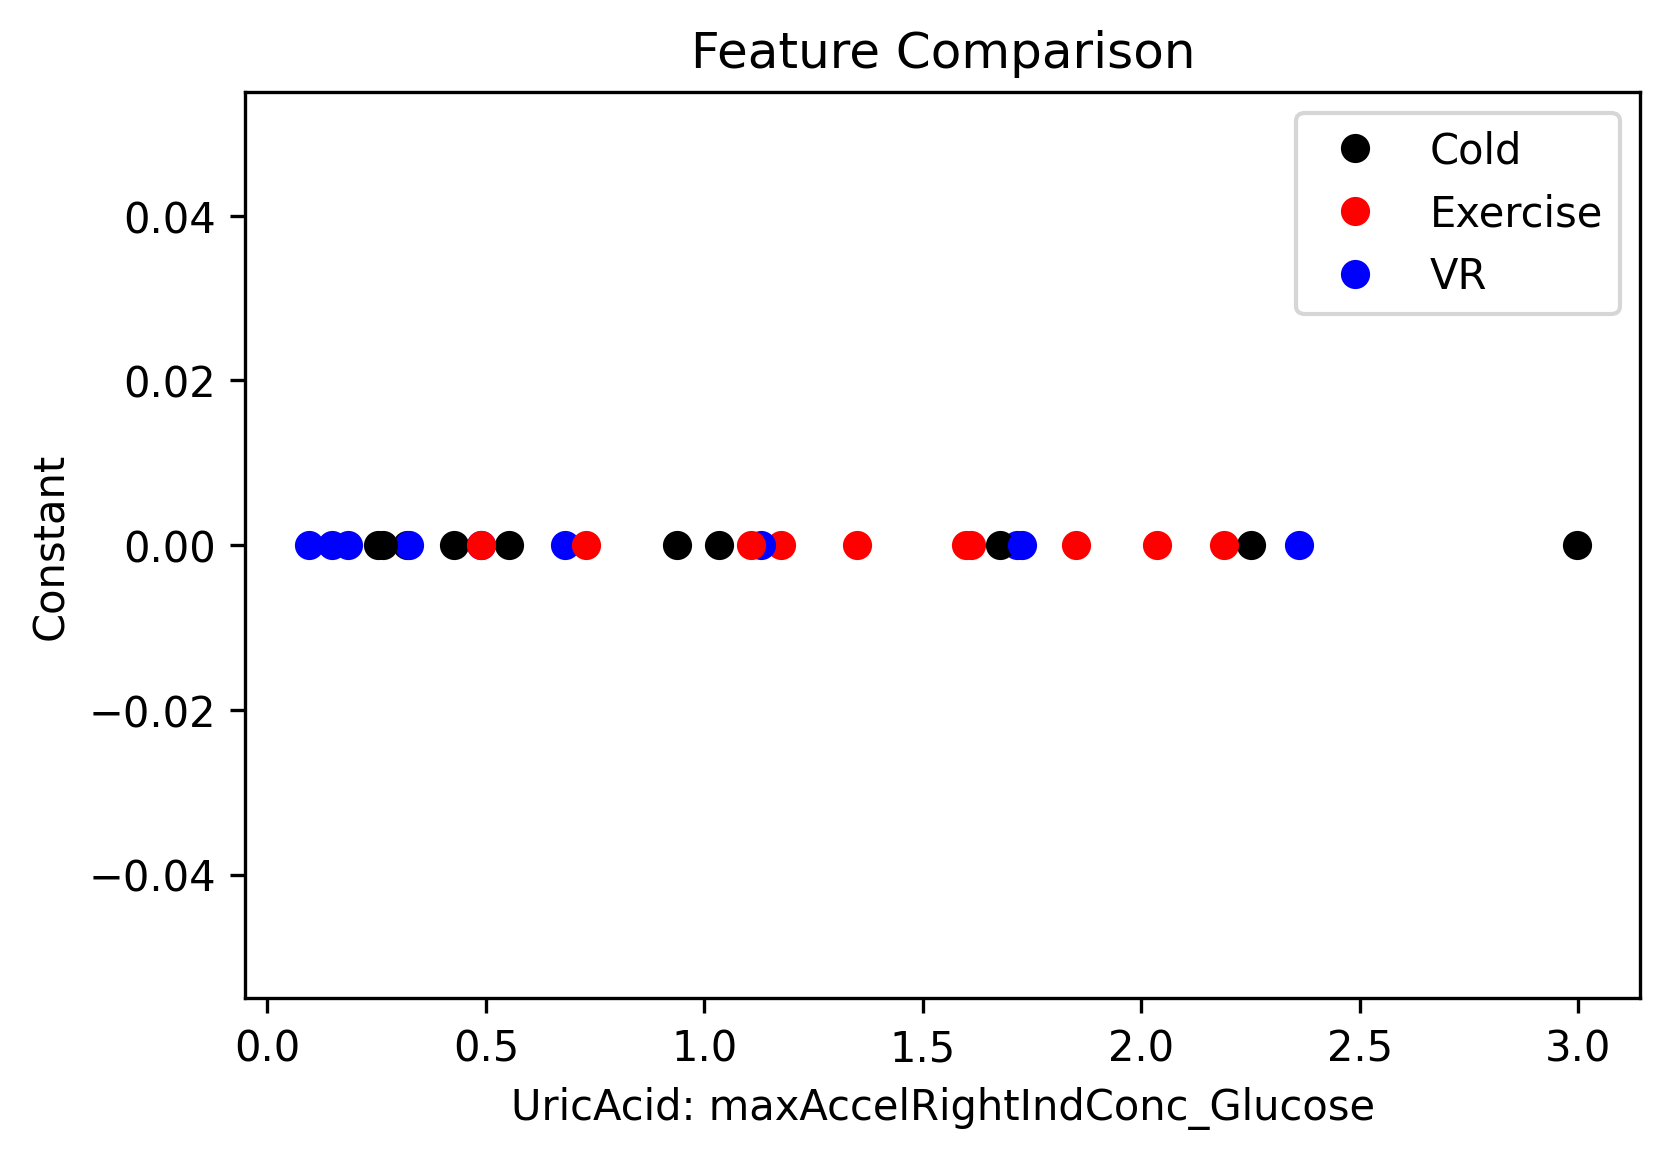 Feature Comparison
Cold
Exercise
VR
Constant
0.04
0.02
0.00
−0.02
−0.04
0.0 0.5 1.0 1.5 2.0 2.5 3.0
UricAcid: maxAccelRightIndConc_Glucose